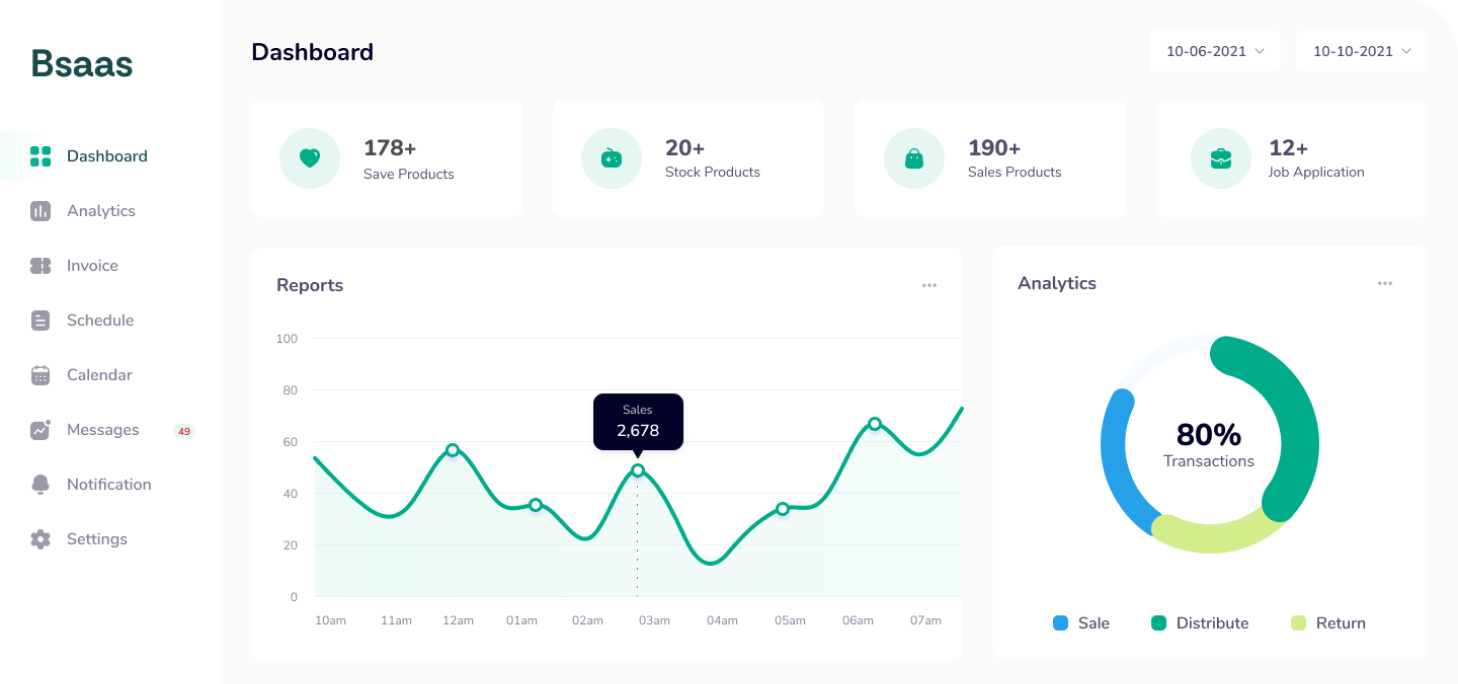 Bsaas
Dashboard
Analytics
Invoice
Schedule
Calendar
Messages 49
Notification
Settings
Dashboard
10-06-2021 10-10-2021
178+
Save Products
20+
Stock Products
190+
Sales Products
12+
Job Application
Reports
100
80
60
40
20
0
Sales
2,678
10am 11am 12am 01am 02am 03am 04am 05am 06am 07am
Analytics
80%
Transactions
Sale Distribute Return